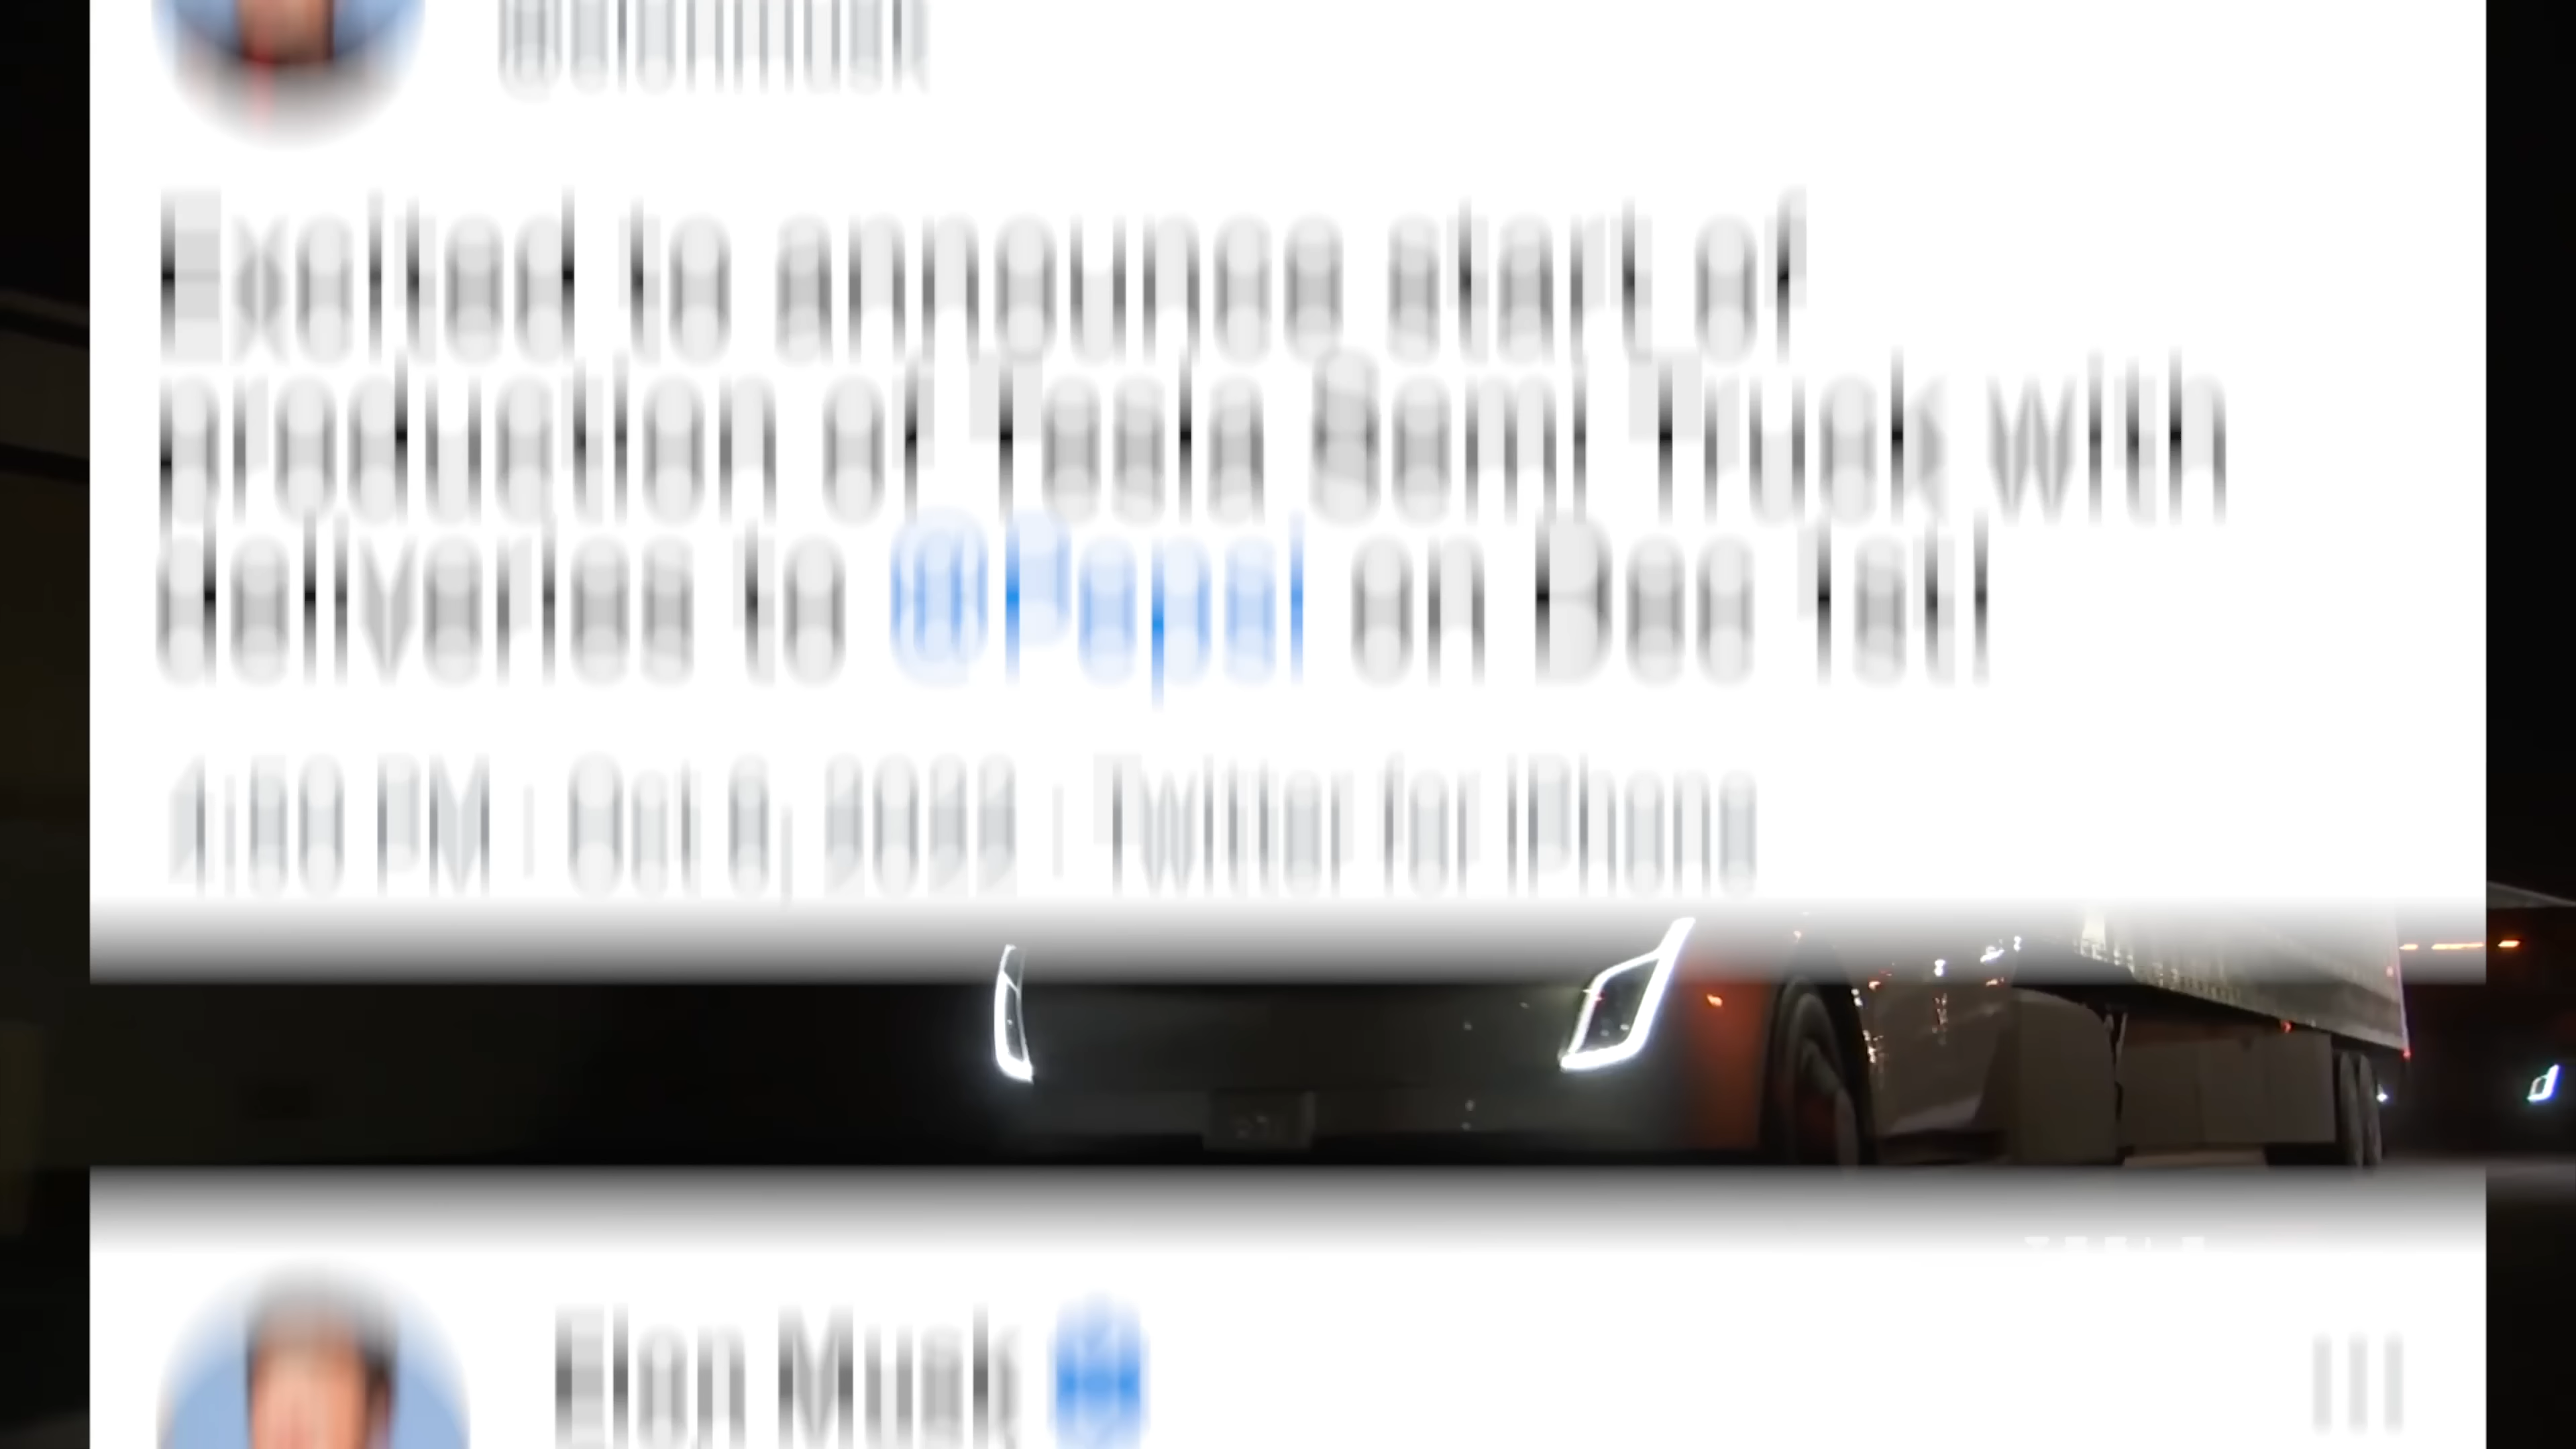 @elonmusk
Excited to announce start of
production of Tesla Semi Truck with
deliveries to @Pepsi on Dec 1st!
4:50 PM · Oct 6, 2022 · Twitter for iPhone
Elon Musk